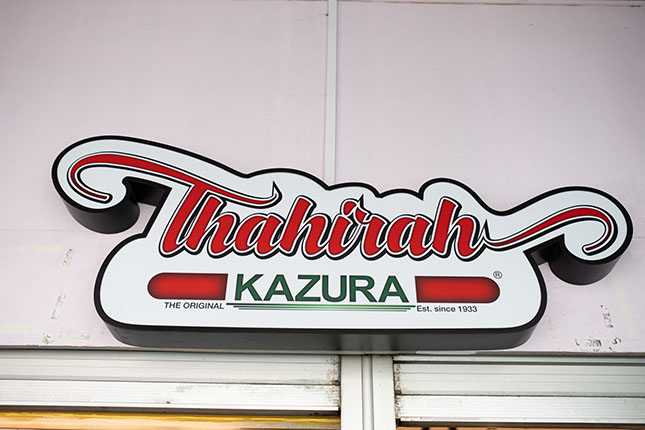 Thahirah
KAZURA ®
THE ORIGINAL Est. since 1933